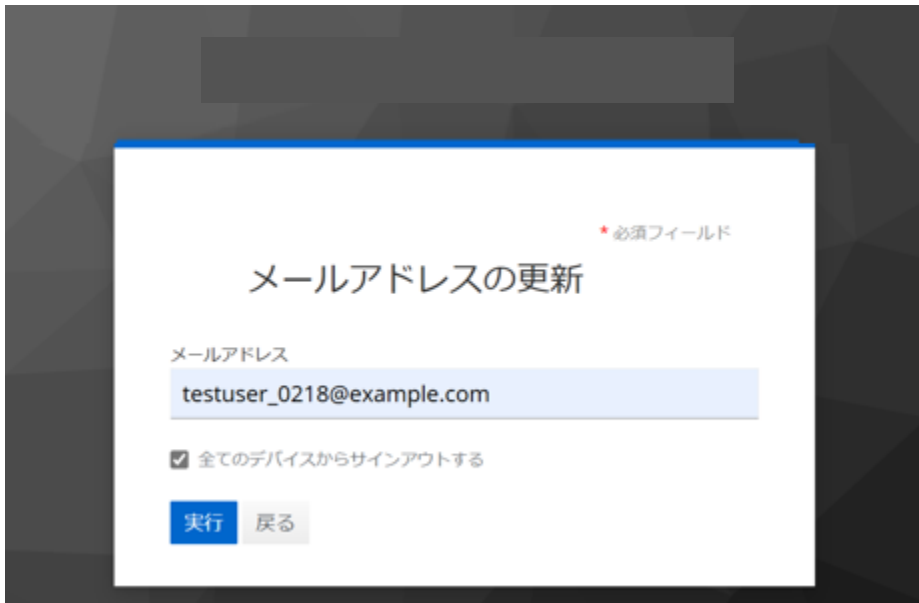 * 必須フィールド
メールアドレスの更新
メールアドレス
testuser_0218@example.com
全てのデバイスからサインアウトする
実行 戻る